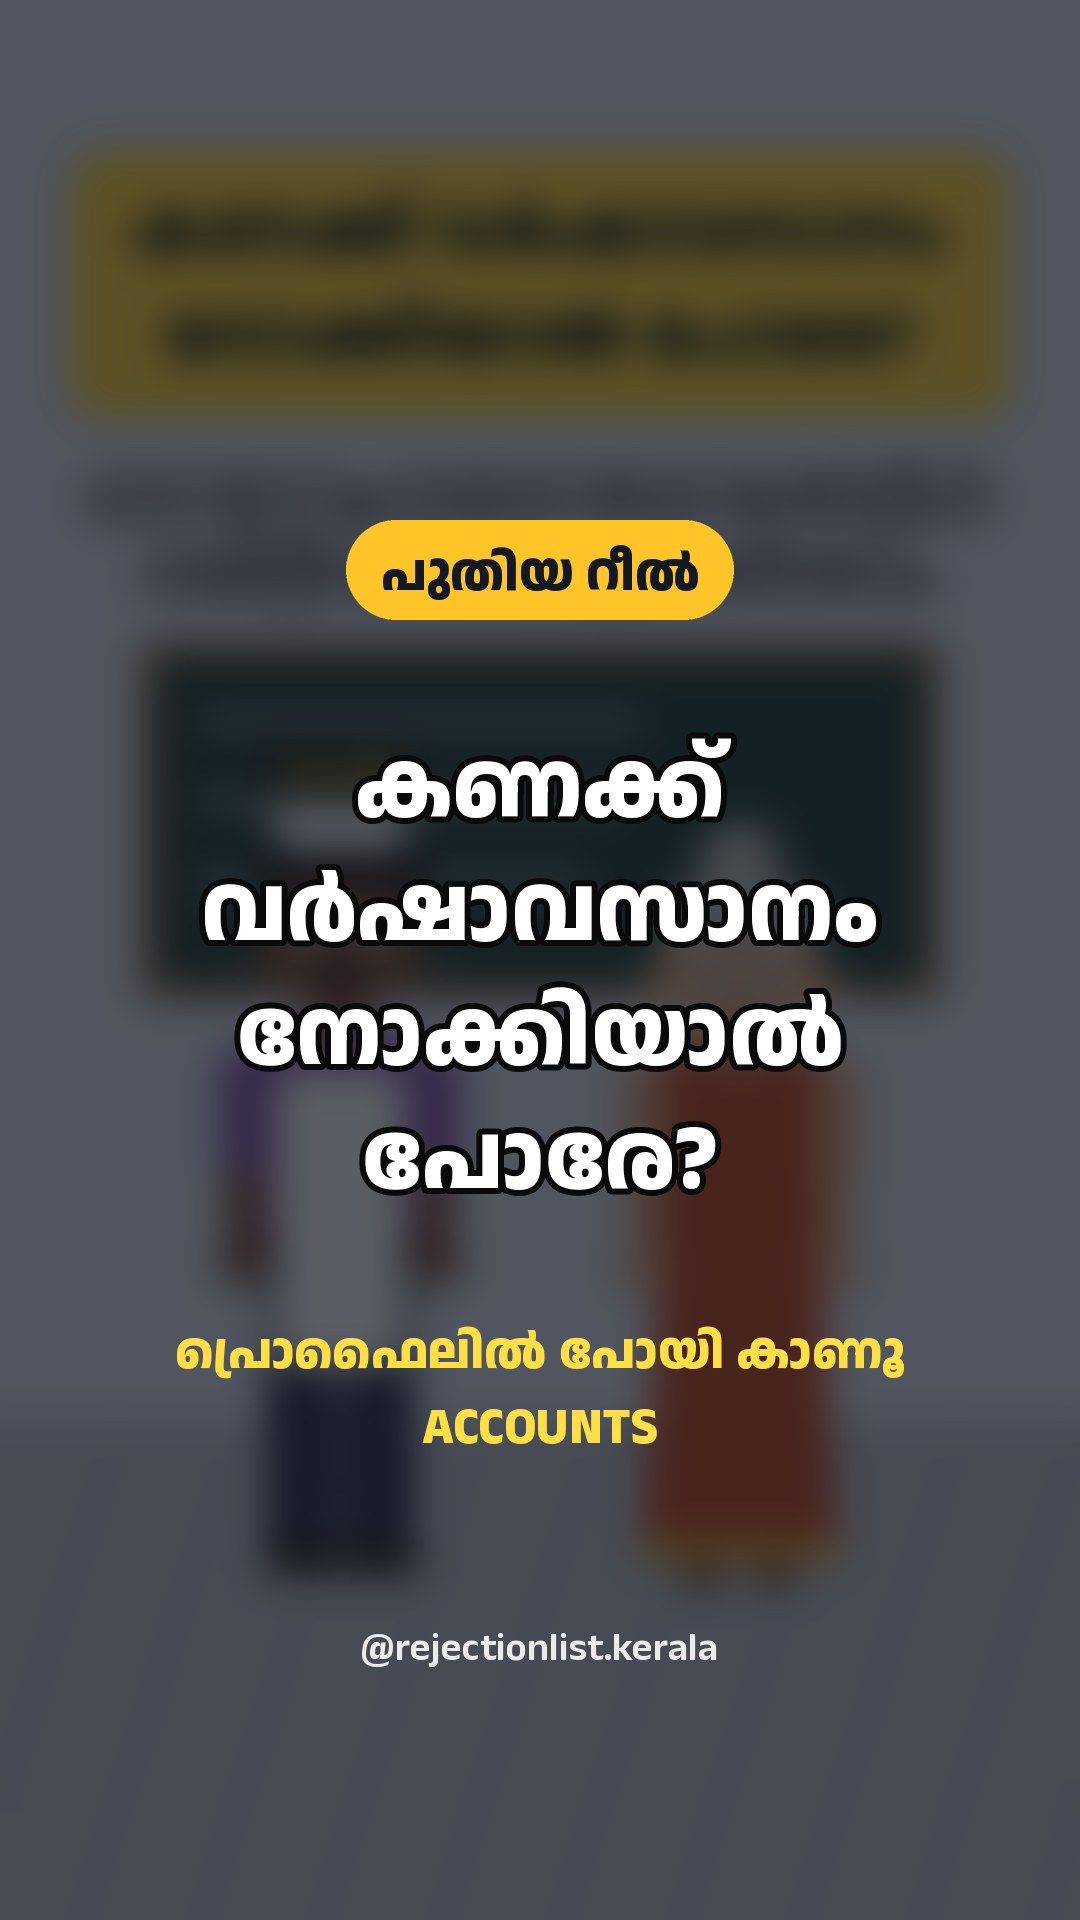 പുതിയ റീൽ
കണക്ക്
വർഷാവസാനം
നോക്കിയാൽ
പോരേ?
പ്രൊഫൈലിൽ പോയി കാണൂ
ACCOUNTS
@rejectionlist.kerala